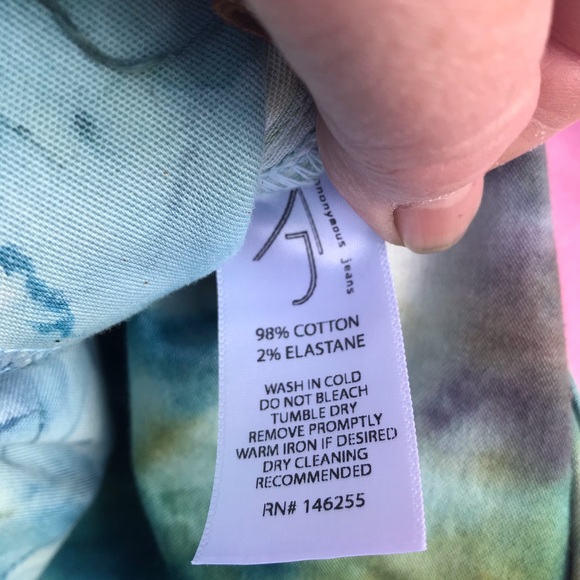 AJ
nnonymous jeans
98% COTTON
2% ELASTANE
WASH IN COLD
DO NOT BLEACH
TUMBLE DRY
REMOVE PROMPTLY
WARM IRON IF DESIRED
DRY CLEANING
RECOMMENDED
RN# 146255